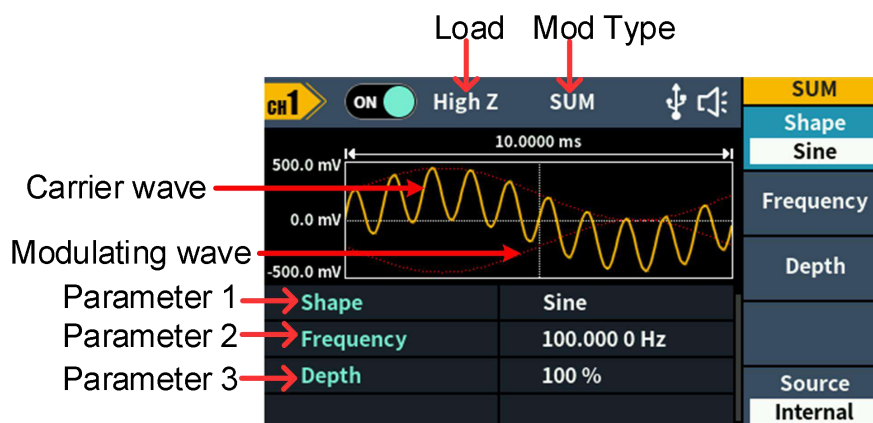 Load Mod Type
CH1 ON High Z SUM SUM
Shape
Sine
10.0000 ms
500.0 mV
Carrier wave
Frequency
0.0 mV
Modulating wave
Depth
-500.0 mV
Parameter 1 Shape Sine
Parameter 2 Frequency 100.000 0 Hz
Parameter 3 Depth 100 %
Source
Internal